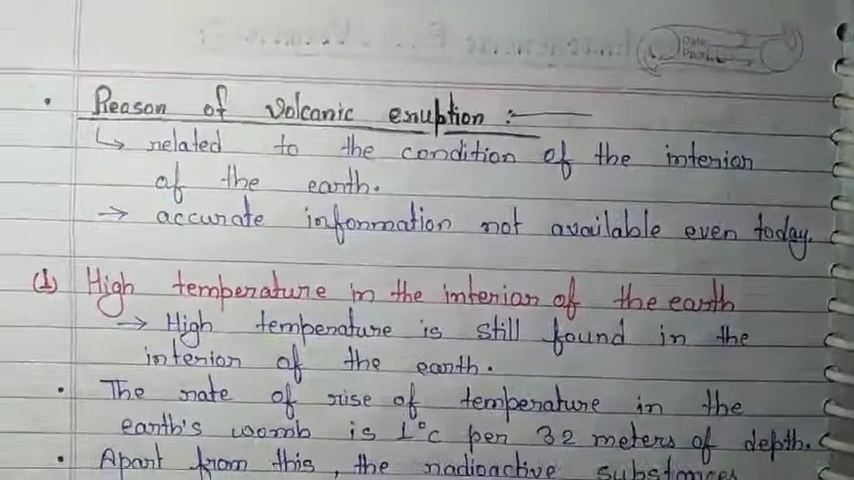 Date
• Reason of volcanic eruption :—
↳ related to the condition of the interior
of the earth.
→ accurate information not available even today.
(1) High temperature in the interior of the earth
→ High temperature is still found in the
interior of the earth.
• The rate of rise of temperature in the
earth's womb is 1°c per 32 meters of depth.
• Apart from this, the radioactive substances